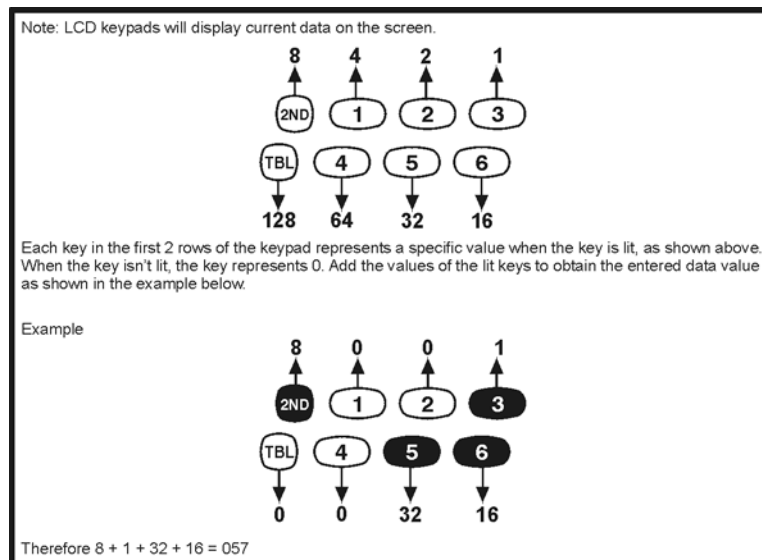 Note: LCD keypads will display current data on the screen.
8 4 2 1
2ND 1 2 3
TBL 4 5 6
128 64 32 16
Each key in the first 2 rows of the keypad represents a specific value when the key is lit, as shown above.
When the key isn't lit, the key represents 0. Add the values of the lit keys to obtain the entered data value
as shown in the example below.
Example
8 0 0 1
2ND 1 2 3
TBL 4 5 6
0 0 32 16
Therefore 8 + 1 + 32 + 16 = 057